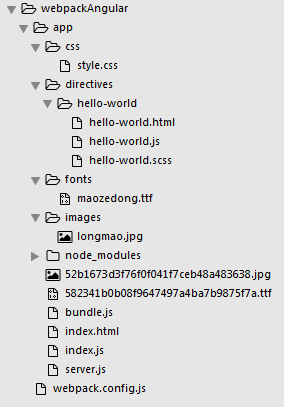 webpackAngular
app
css
style.css
directives
hello-world
hello-world.html
hello-world.js
hello-world.scss
fonts
maozedong.ttf
images
longmao.jpg
node_modules
52b1673d3f76f0f041f7ceb48a483638.jpg
582341b0b08f9647497a4ba7b9875f7a.ttf
bundle.js
index.html
index.js
server.js
webpack.config.js